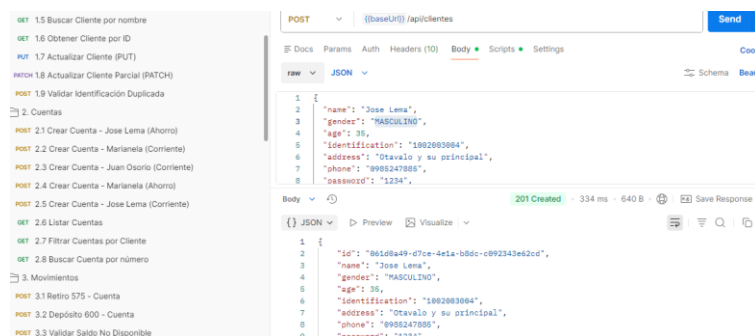 GET 1.5 Buscar Cliente por nombre
GET 1.6 Obtener Cliente por ID
PUT 1.7 Actualizar Cliente (PUT)
PATCH 1.8 Actualizar Cliente Parcial (PATCH)
POST 1.9 Validar Identificación Duplicada
2. Cuentas
POST 2.1 Crear Cuenta - Jose Lema (Ahorro)
POST 2.2 Crear Cuenta - Marianela (Corriente)
POST 2.3 Crear Cuenta - Juan Osorio (Corriente)
POST 2.4 Crear Cuenta - Marianela (Ahorro)
POST 2.5 Crear Cuenta - Jose Lema (Corriente)
GET 2.6 Listar Cuentas
GET 2.7 Filtrar Cuentas por Cliente
GET 2.8 Buscar Cuenta por número
3. Movimientos
POST 3.1 Retiro 575 - Cuenta
POST 3.2 Depósito 600 - Cuenta
POST 3.3 Validar Saldo No Disponible
POST {{baseUrl}} /api/clientes Send
Docs Params Auth Headers (10) Body Scripts Settings Coo
raw JSON Schema Beau
1 {
2 "name": "Jose Lema",
3 "gender": "MASCULINO",
4 "age": 35,
5 "identification": "1002003004",
6 "address": "Otavalo y su principal",
7 "phone": "0985247885",
8 "password": "1234",
Body 201 Created 334 ms 640 B Save Response
{} JSON Preview Visualize
1 {
2 "id": "061d0a49-d7ce-4e1a-b8dc-c092343e62cd",
3 "name": "Jose Lema",
4 "gender": "MASCULINO",
5 "age": 35,
6 "identification": "1002003004",
7 "address": "Otavalo y su principal",
8 "phone": "0985247885",